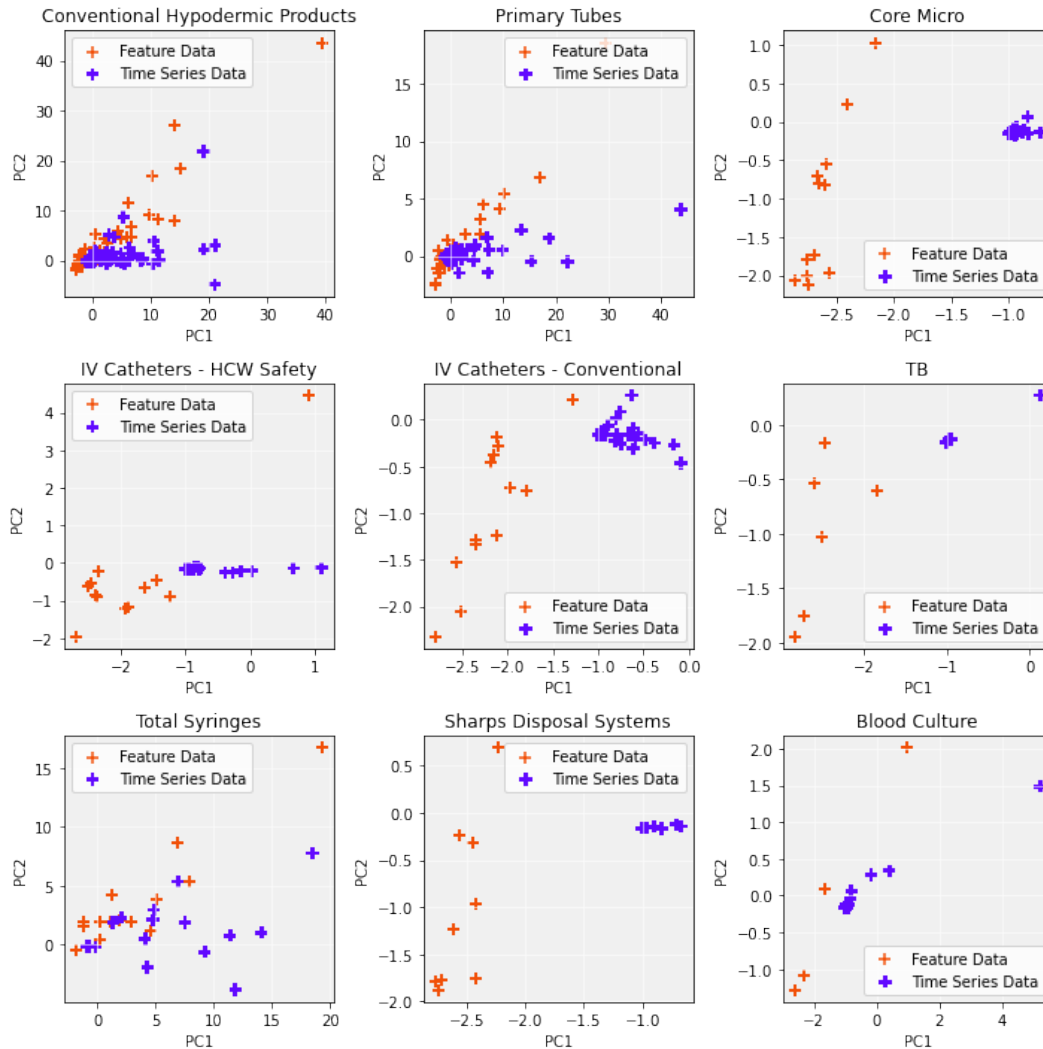 Conventional Hypodermic Products
Feature Data
Time Series Data
PC2
40
30
20
10
0
0
10
20
30
40
PC1
Primary Tubes
Feature Data
Time Series Data
PC2
15
10
5
0
0
10
20
30
40
PC1
Core Micro
Feature Data
Time Series Data
PC2
1.0
0.5
0.0
−0.5
−1.0
−1.5
−2.0
−2.5
−2.0
−1.5
−1.0
PC1
IV Catheters - HCW Safety
Feature Data
Time Series Data
PC2
4
3
2
1
0
−1
−2
−2
−1
0
1
PC1
IV Catheters - Conventional
Feature Data
Time Series Data
PC2
0.0
−0.5
−1.0
−1.5
−2.0
−2.5
−2.0
−1.5
−1.0
−0.5
0.0
PC1
TB
Feature Data
Time Series Data
PC2
0.0
−0.5
−1.0
−1.5
−2.0
−2
−1
0
PC1
Total Syringes
Feature Data
Time Series Data
PC2
15
10
5
0
0
5
10
15
20
PC1
Sharps Disposal Systems
Feature Data
Time Series Data
PC2
0.5
0.0
−0.5
−1.0
−1.5
−2.0
−2.5
−2.0
−1.5
−1.0
PC1
Blood Culture
Feature Data
Time Series Data
PC2
2.0
1.5
1.0
0.5
0.0
−0.5
−1.0
−2
0
2
4
PC1